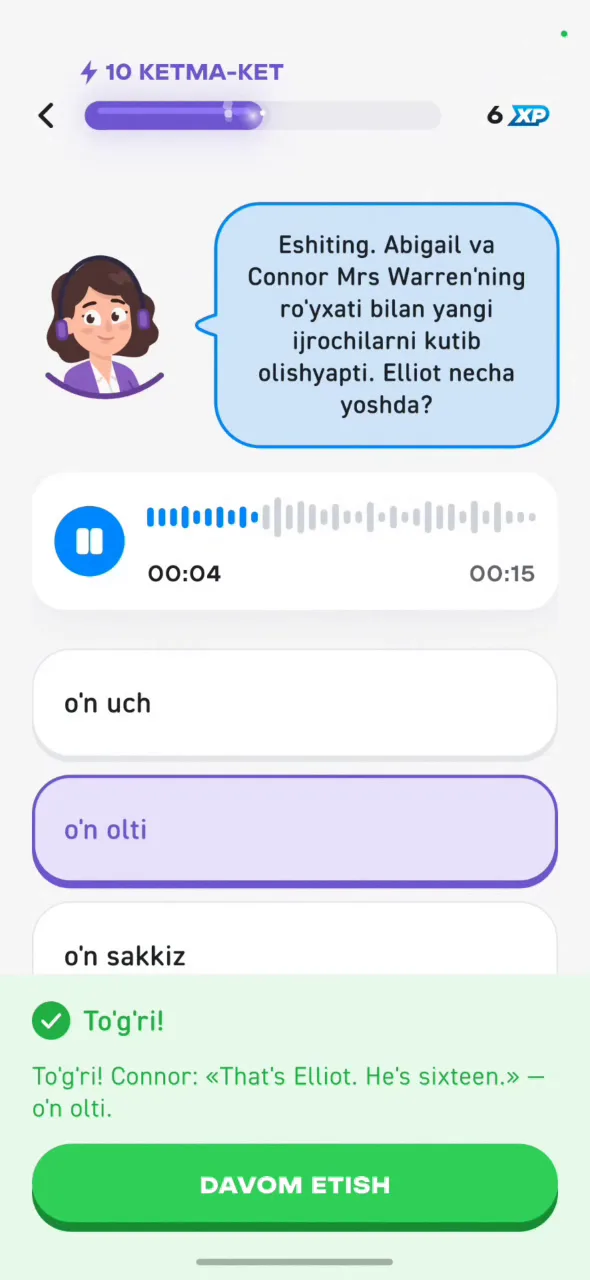 10 KETMA-KET
6 XP
Eshiting. Abigail va
Connor Mrs Warren'ning
ro'yxati bilan yangi
ijrochilarni kutib
olishyapti. Elliot necha
yoshda?
00:04
00:15
o'n uch
o'n olti
o'n sakkiz
To'g'ri!
To'g'ri! Connor: «That's Elliot. He's sixteen.» —
o'n olti.
DAVOM ETISH